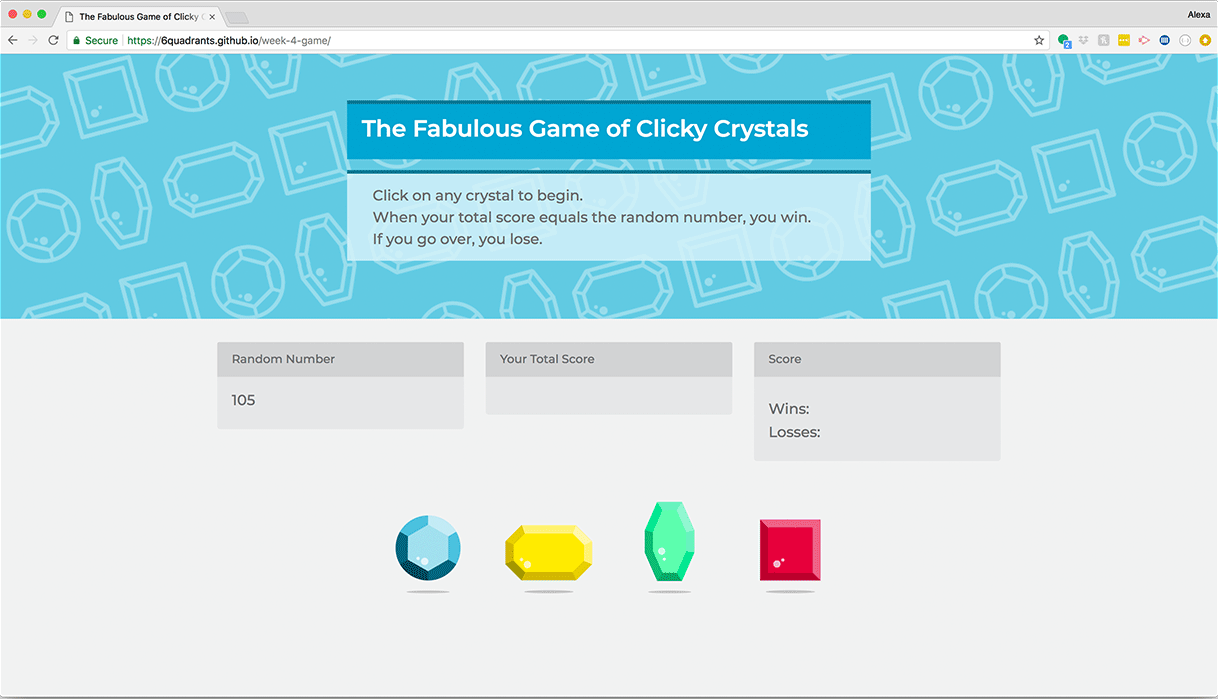 The Fabulous Game of Clicky C
Alexa
Secure
https://6quadrants.github.io/week-4-game/
2
The Fabulous Game of Clicky Crystals
Click on any crystal to begin.
When your total score equals the random number, you win.
If you go over, you lose.
Random Number
Your Total Score
Score
105
Wins:
Losses: